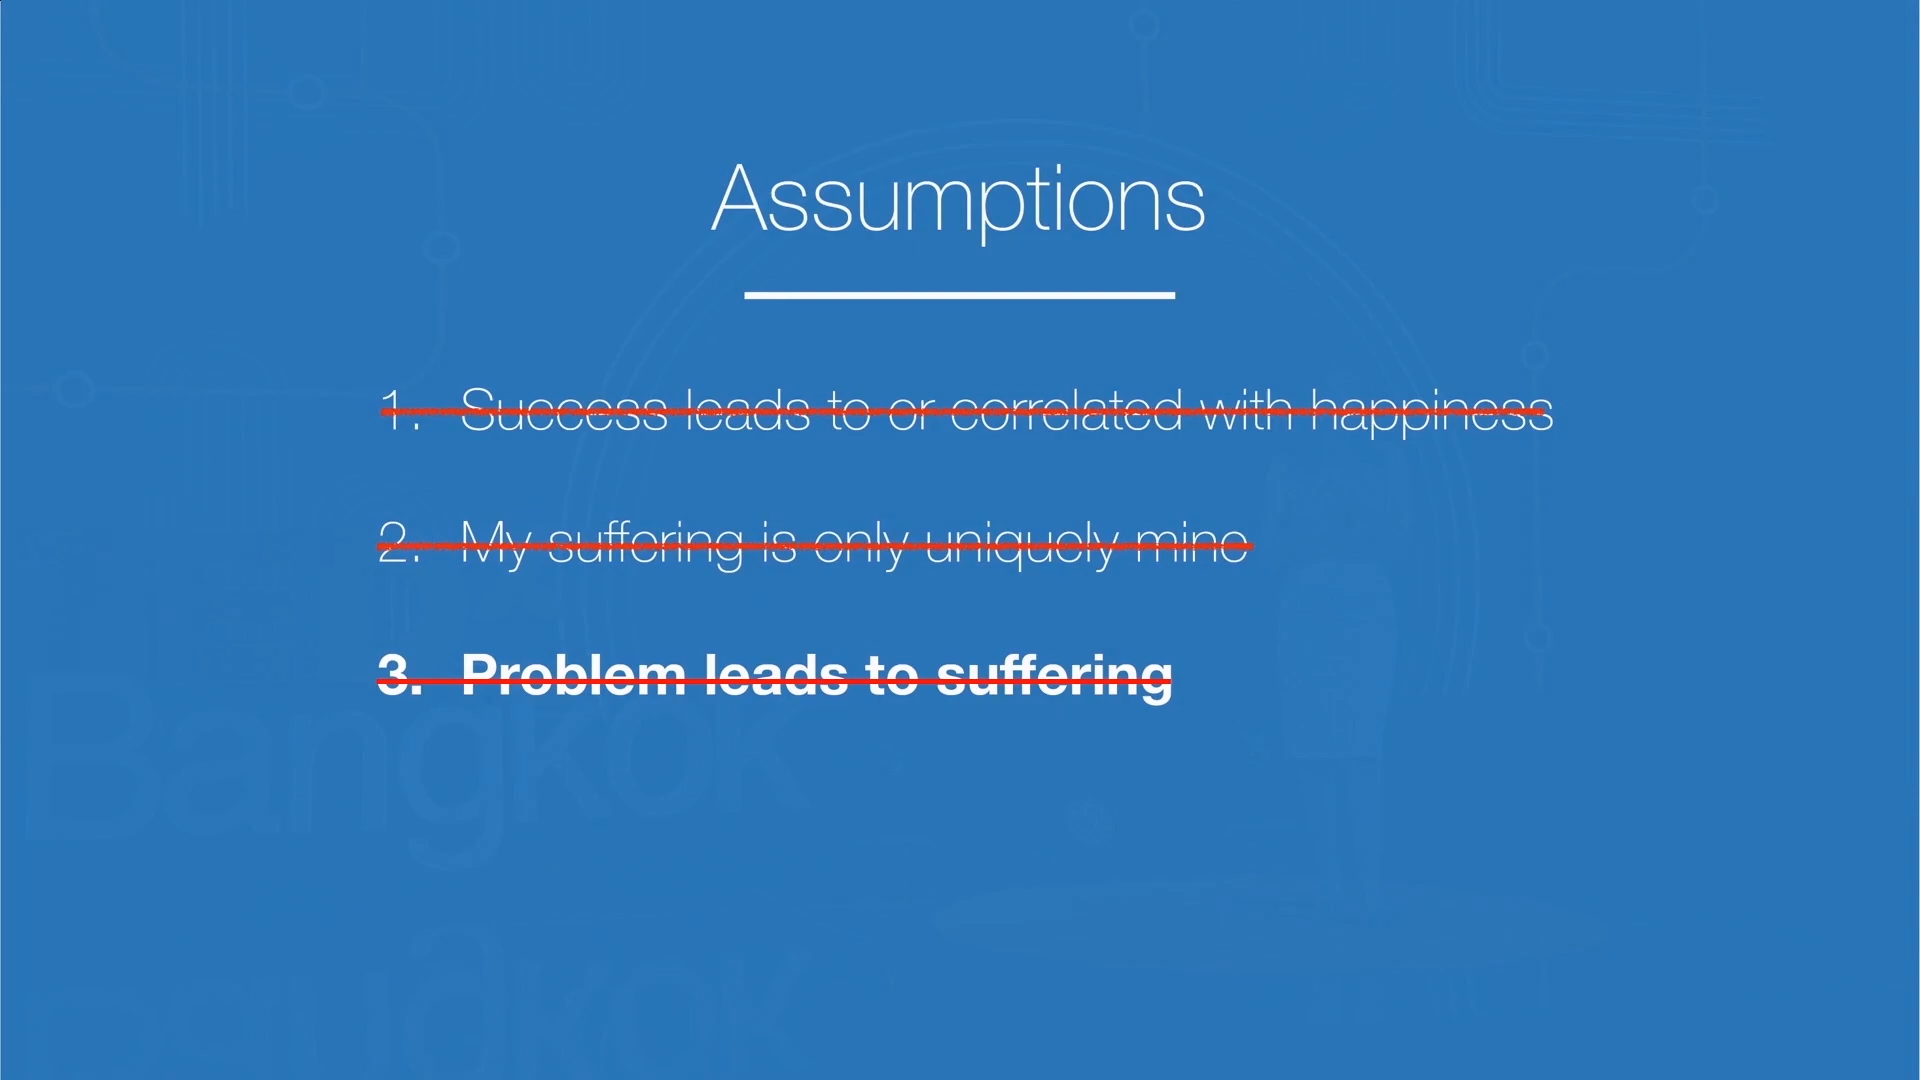 Assumptions
1. Success leads to or correlated with happiness
2. My suffering is only uniquely mine
3. Problem leads to suffering
Bangkok